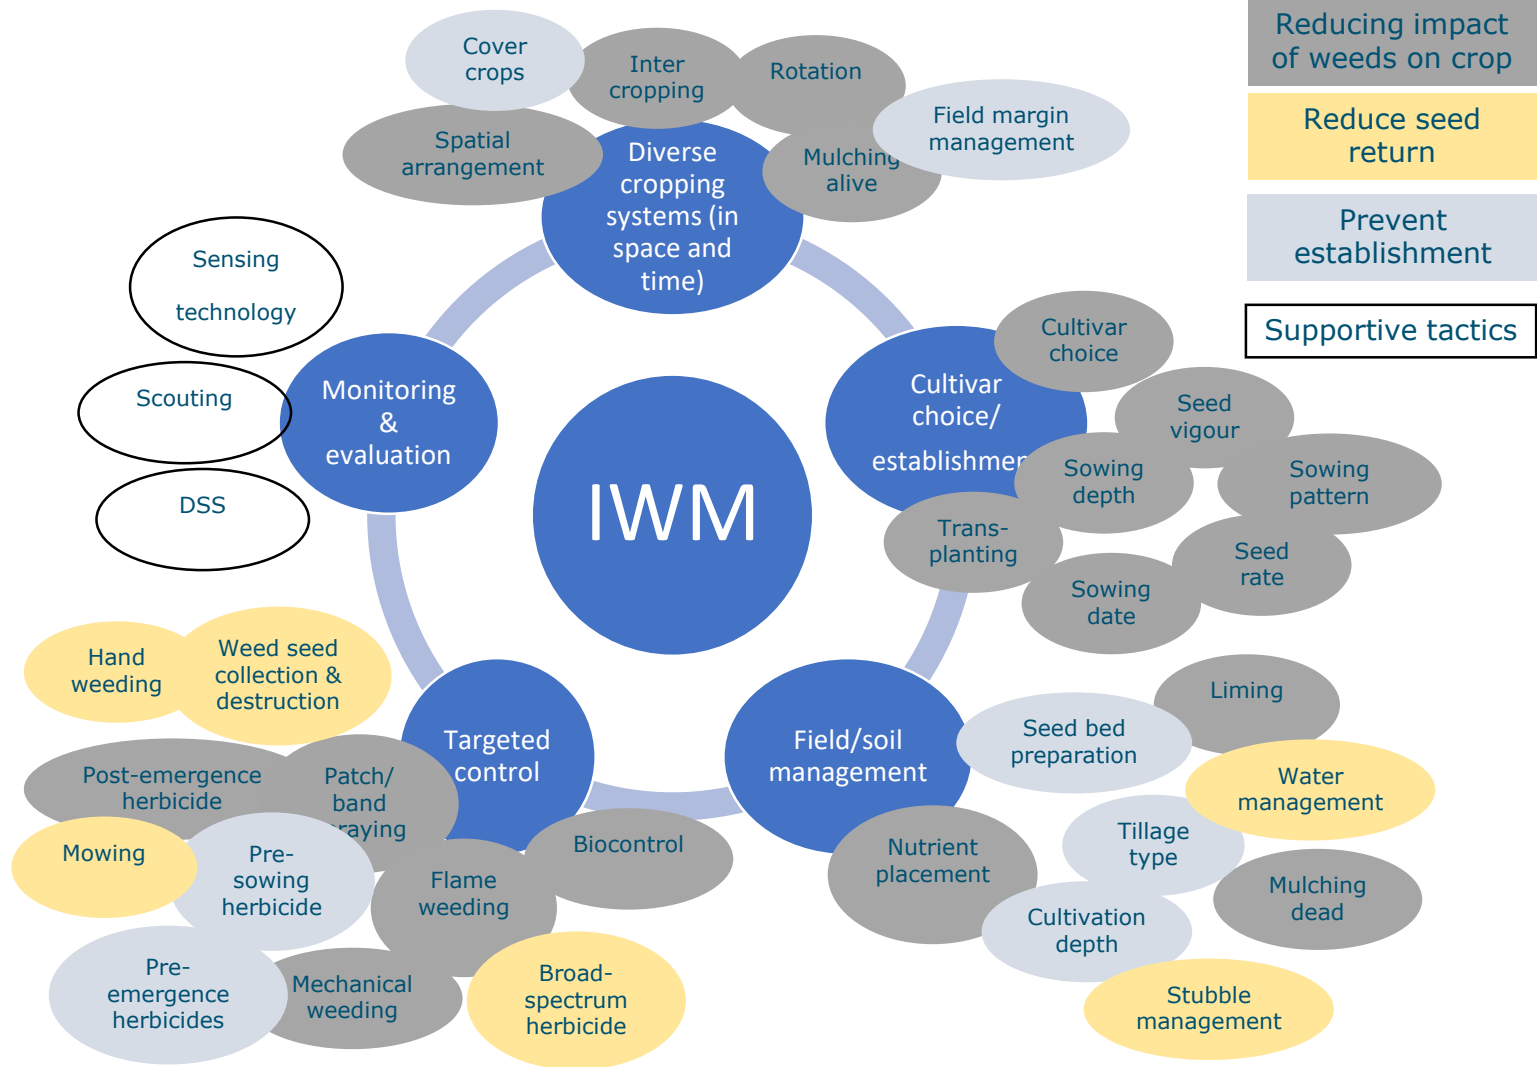 Reducing impact
of weeds on crop
Reduce seed
return
Prevent
establishment
Supportive tactics
Cover
crops
Inter
cropping
Rotation
Field margin
management
Spatial
arrangement
Mulching
alive
Diverse
cropping
systems (in
space and
time)
Sensing
technology
Scouting
DSS
Monitoring
&
evaluation
Cultivar
choice/
establishmen
Cultivar
choice
Seed
vigour
Sowing
depth
Sowing
pattern
Trans-
planting
Seed
rate
Sowing
date
IWM
Hand
weeding
Weed seed
collection &
destruction
Targeted
control
Post-emergence
herbicide
Patch/
band
praying
Mowing
Pre-
sowing
herbicide
Flame
weeding
Biocontrol
Pre-
emergence
herbicides
Mechanical
weeding
Broad-
spectrum
herbicide
Field/soil
management
Liming
Seed bed
preparation
Water
management
Tillage
type
Nutrient
placement
Mulching
dead
Cultivation
depth
Stubble
management